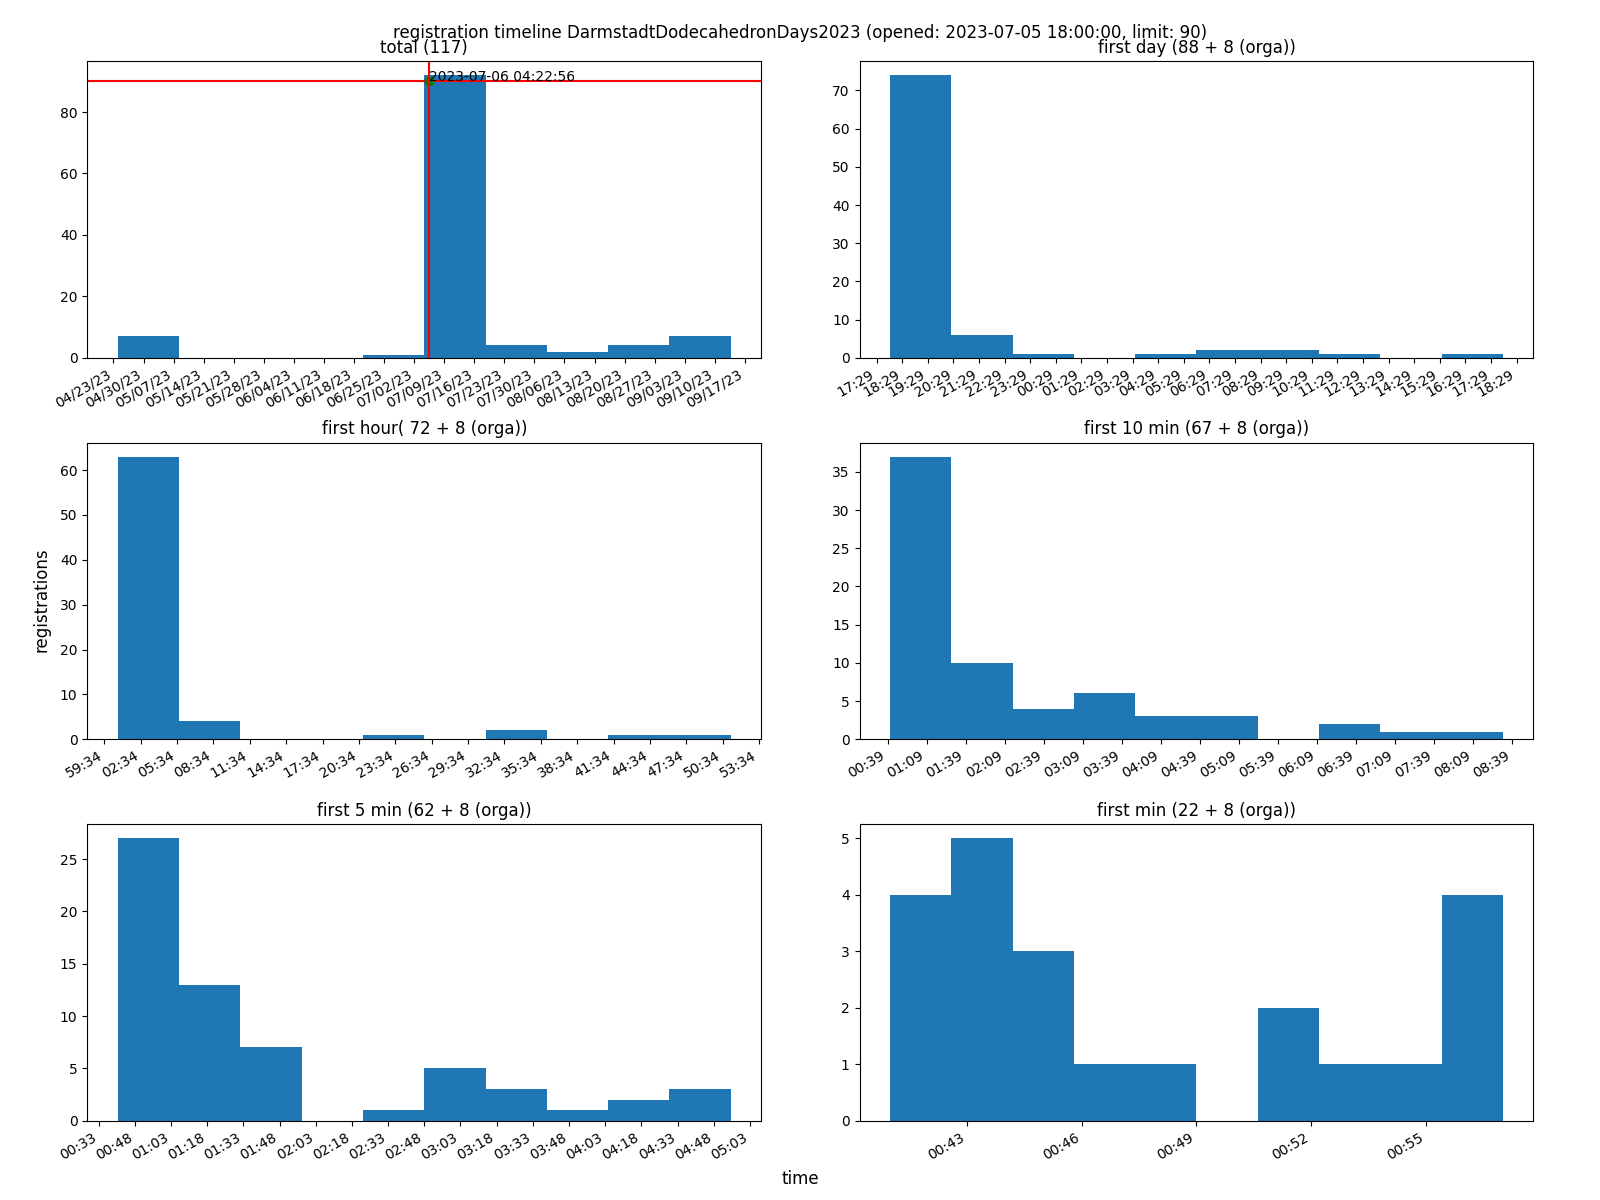 registration timeline DarmstadtDodecahedronDays2023 (opened: 2023-07-05 18:00:00, limit: 90)
total (117)
2023-07-06 04:22:56
80
60
40
20
0
04/23/23 04/30/23 05/07/23 05/14/23 05/21/23 05/28/23 06/04/23 06/11/23 06/18/23 06/25/23 07/02/23 07/09/23 07/16/23 07/23/23 07/30/23 08/06/23 08/13/23 08/20/23 08/27/23 09/03/23 09/10/23 09/17/23
first day (88 + 8 (orga))
70
60
50
40
30
20
10
0
17:29 18:29 19:29 20:29 21:29 22:29 23:29 00:29 01:29 02:29 03:29 04:29 05:29 06:29 07:29 08:29 09:29 10:29 11:29 12:29 13:29 14:29 15:29 16:29 17:29 18:29
registrations
first hour( 72 + 8 (orga))
60
50
40
30
20
10
0
59:34 02:34 05:34 08:34 11:34 14:34 17:34 20:34 23:34 26:34 29:34 32:34 35:34 38:34 41:34 44:34 47:34 50:34 53:34
first 10 min (67 + 8 (orga))
35
30
25
20
15
10
5
0
00:39 01:09 01:39 02:09 02:39 03:09 03:39 04:09 04:39 05:09 05:39 06:09 06:39 07:09 07:39 08:09 08:39
first 5 min (62 + 8 (orga))
25
20
15
10
5
0
00:33 00:48 01:03 01:18 01:33 01:48 02:03 02:18 02:33 02:48 03:03 03:18 03:33 03:48 04:03 04:18 04:33 04:48 05:03
first min (22 + 8 (orga))
5
4
3
2
1
0
00:43 00:46 00:49 00:52 00:55
time